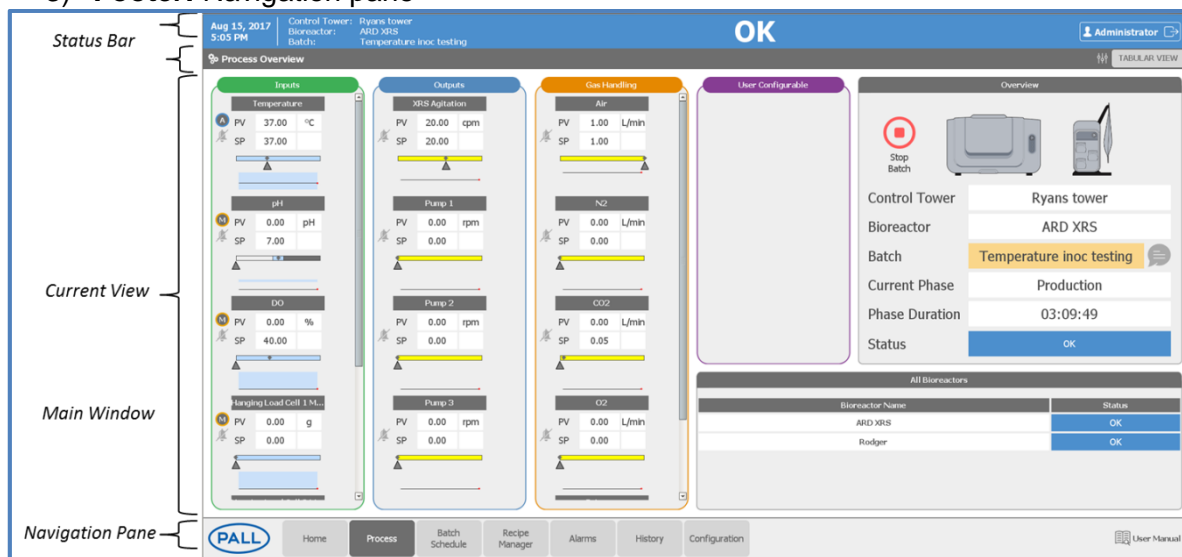 Status Bar
Current View
Main Window
Navigation Pane
Aug 15, 2017
5:05 PM
Control Tower: Ryans tower
Bioreactor: ARD XRS
Batch: Temperature inoc testing
OK
Administrator
Process Overview
TABULAR VIEW
Inputs
Temperature
A PV 37.00 °C
SP 37.00
pH
M PV 0.00 pH
SP 7.00
DO
M PV 0.00 %
SP 40.00
Hanging Load Cell 1 M...
M PV 0.00 g
SP 0.00
Outputs
XRS Agitation
PV 20.00 cpm
SP 20.00
Pump 1
PV 0.00 rpm
SP 0.00
Pump 2
PV 0.00 rpm
SP 0.00
Pump 3
PV 0.00 rpm
SP 0.00
Gas Handling
Air
PV 1.00 L/min
SP 1.00
N2
PV 0.00 L/min
SP 0.00
CO2
PV 0.00 L/min
SP 0.05
O2
PV 0.00 L/min
SP 0.00
User Configurable
Overview
Stop
Batch
Control Tower Ryans tower
Bioreactor ARD XRS
Batch Temperature inoc testing
Current Phase Production
Phase Duration 03:09:49
Status OK
All Bioreactors
Bioreactor Name Status
ARD XRS OK
Rodger OK
PALL
Home
Process
Batch
Schedule
Recipe
Manager
Alarms
History
Configuration
User Manual